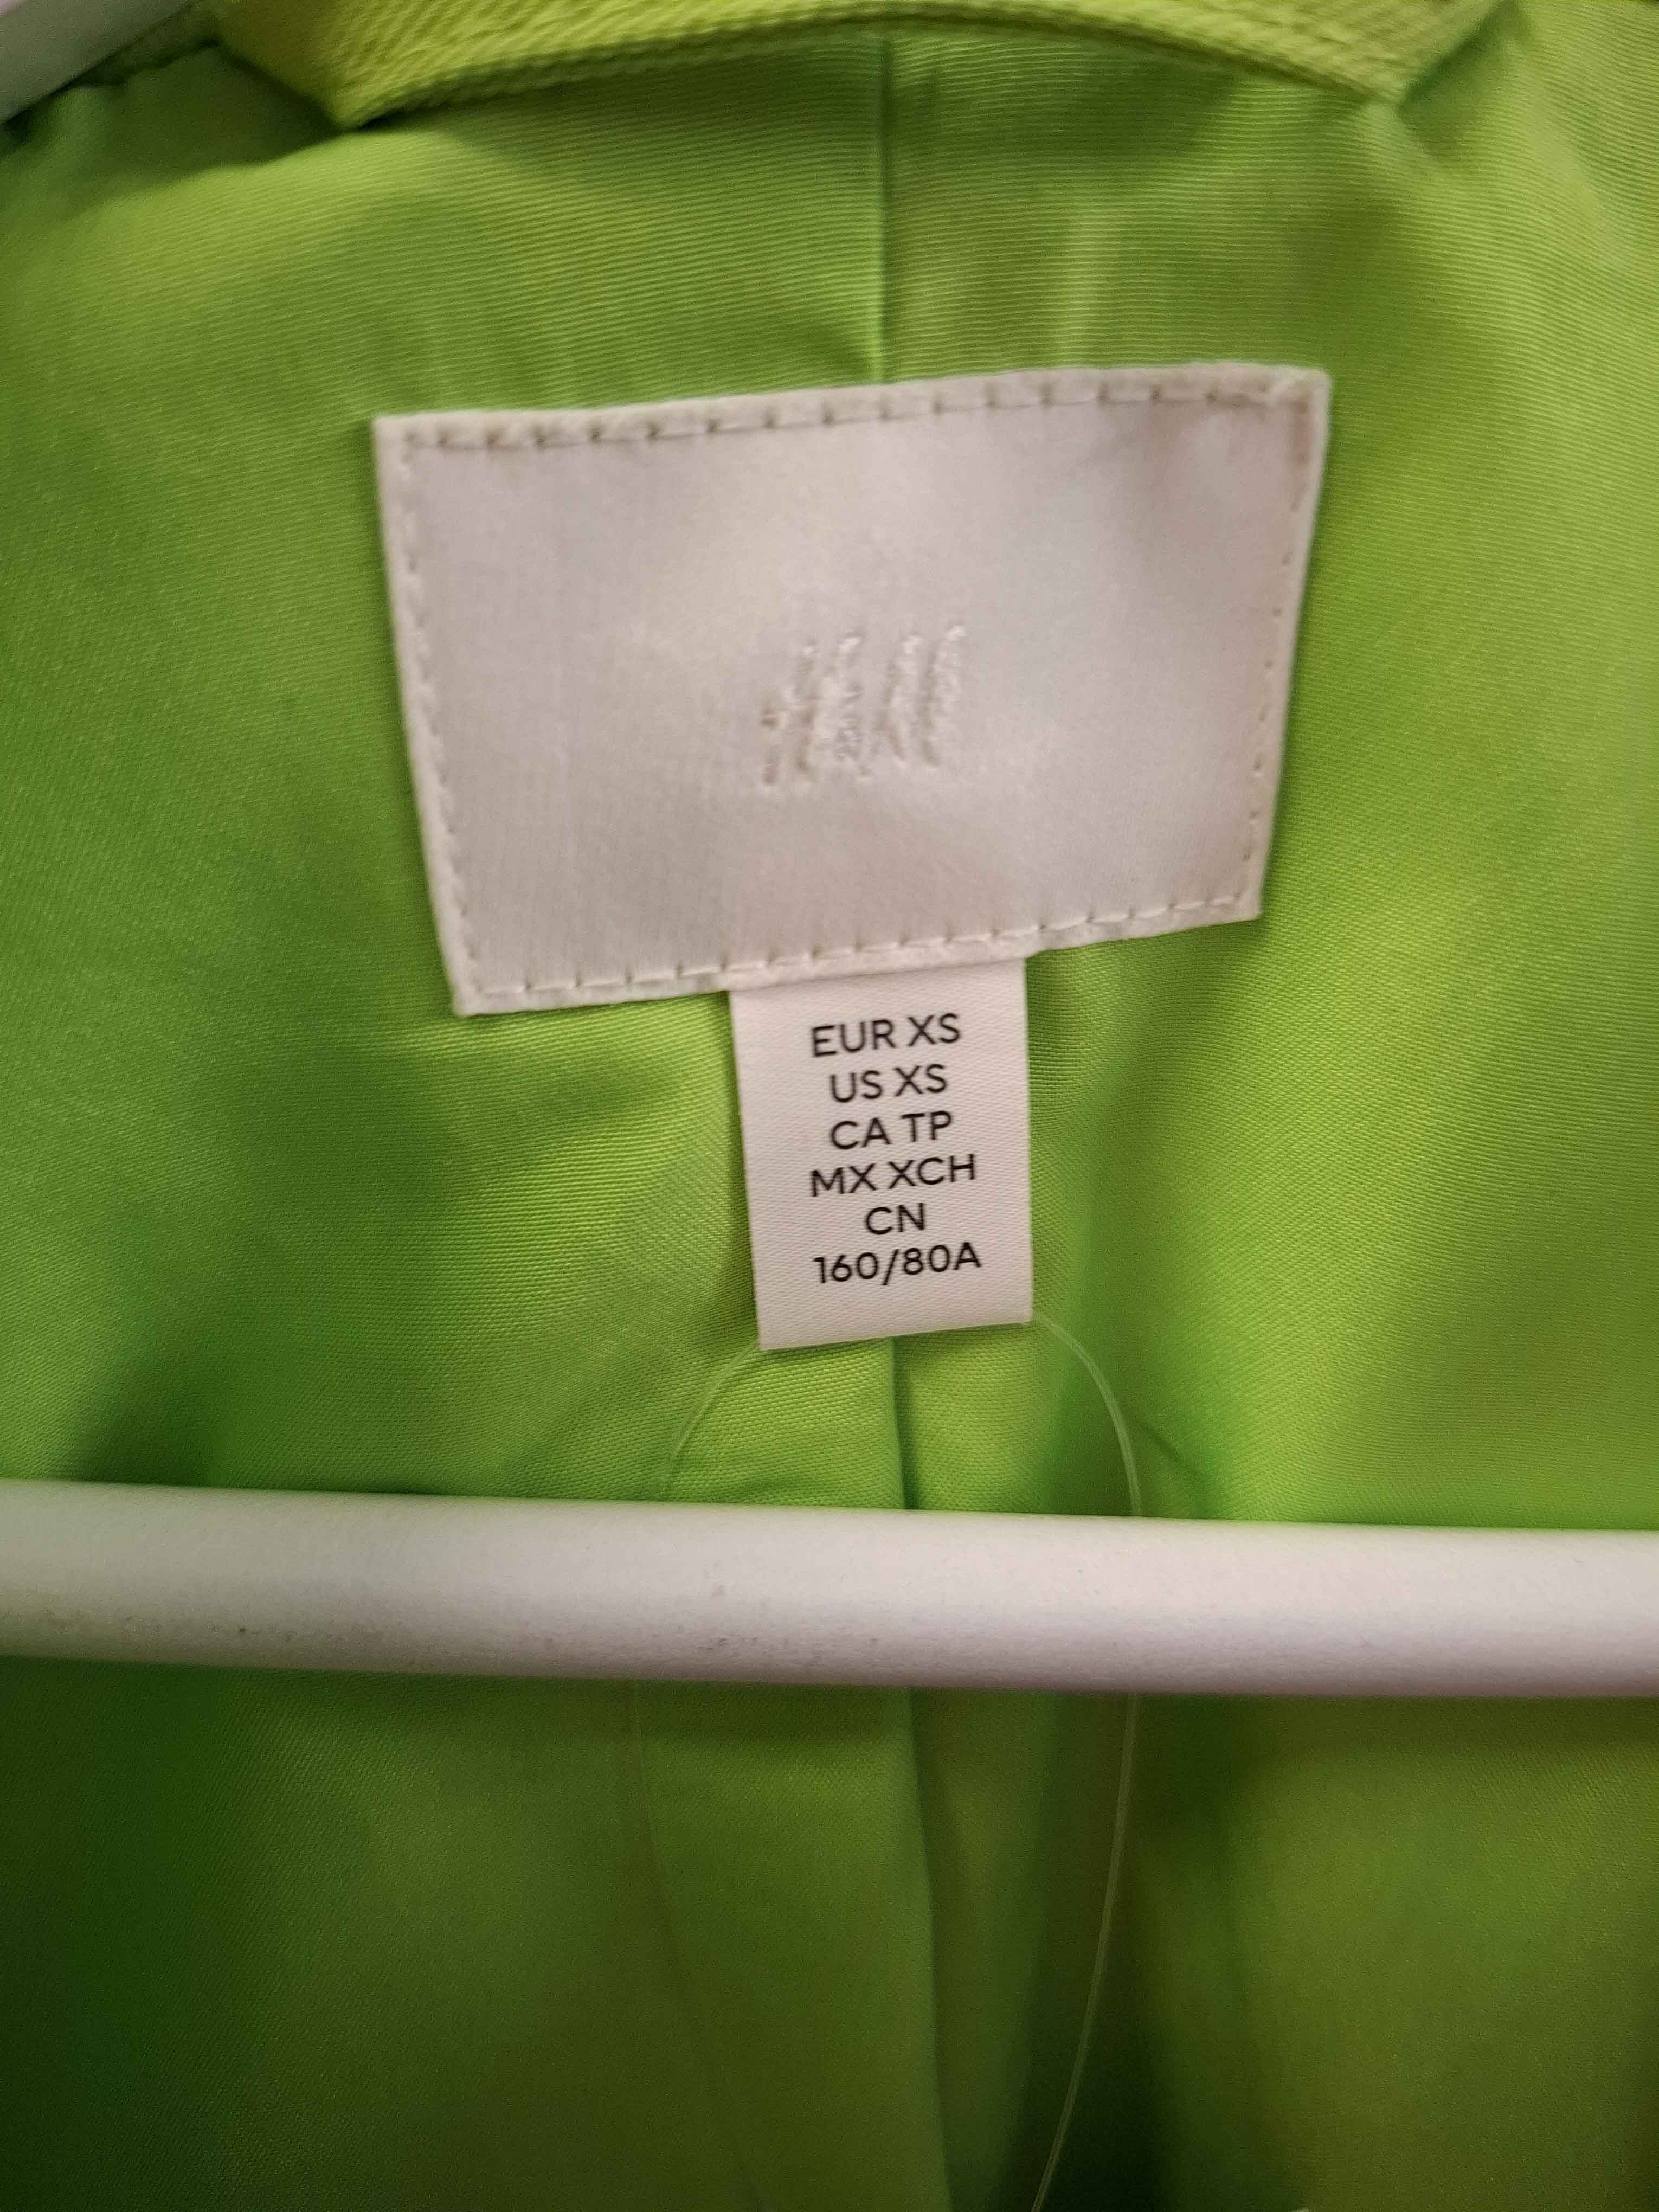 H&M
EUR XS
US XS
CA TP
MX XCH
CN
160/80A